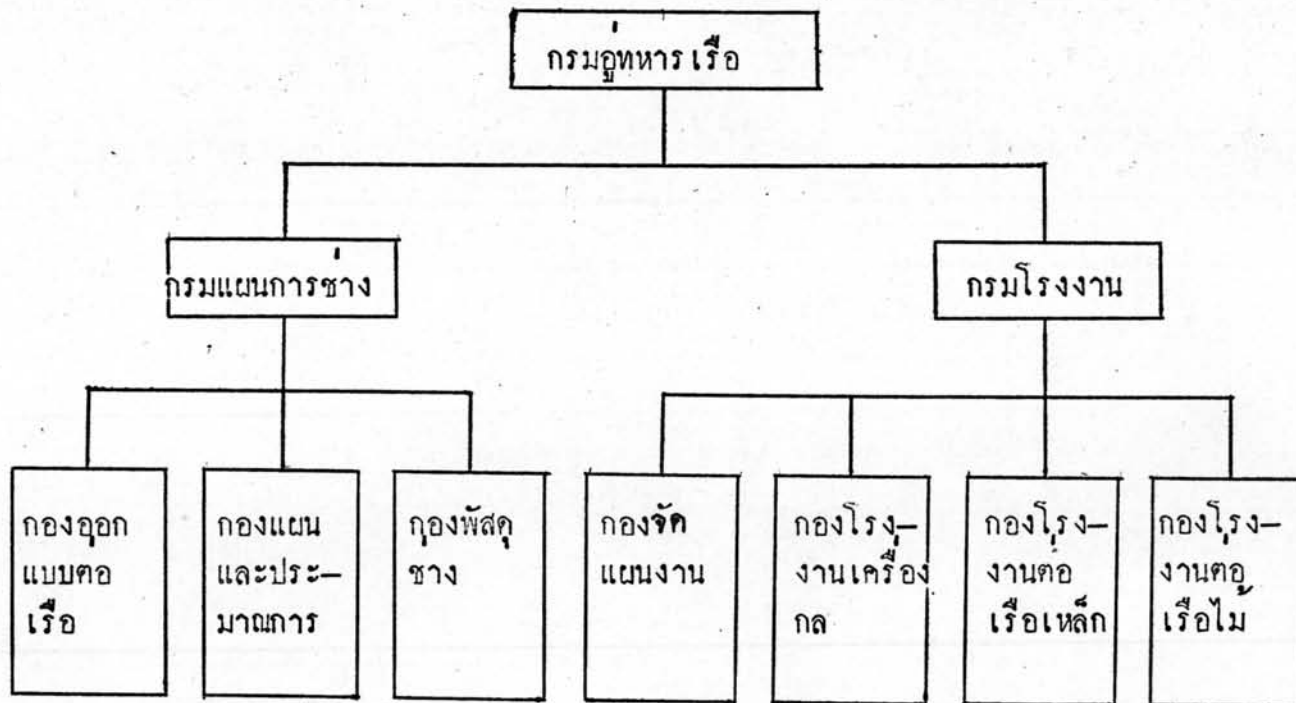 กรมอู่ทหารเรือ
กรมแผนการช่าง
กรมโรงงาน
กองออก
แบบตอ
เรือ
กองแผน
และประ-
มาณการ
กองพัสดุ
ชาง
กองจัด
แผนงาน
กองโรง-
งานเครื่อง
กล
กองโรง-
งานต่อ
เรือเหล็ก
กองโรง-
งานตอ
เรือไม้